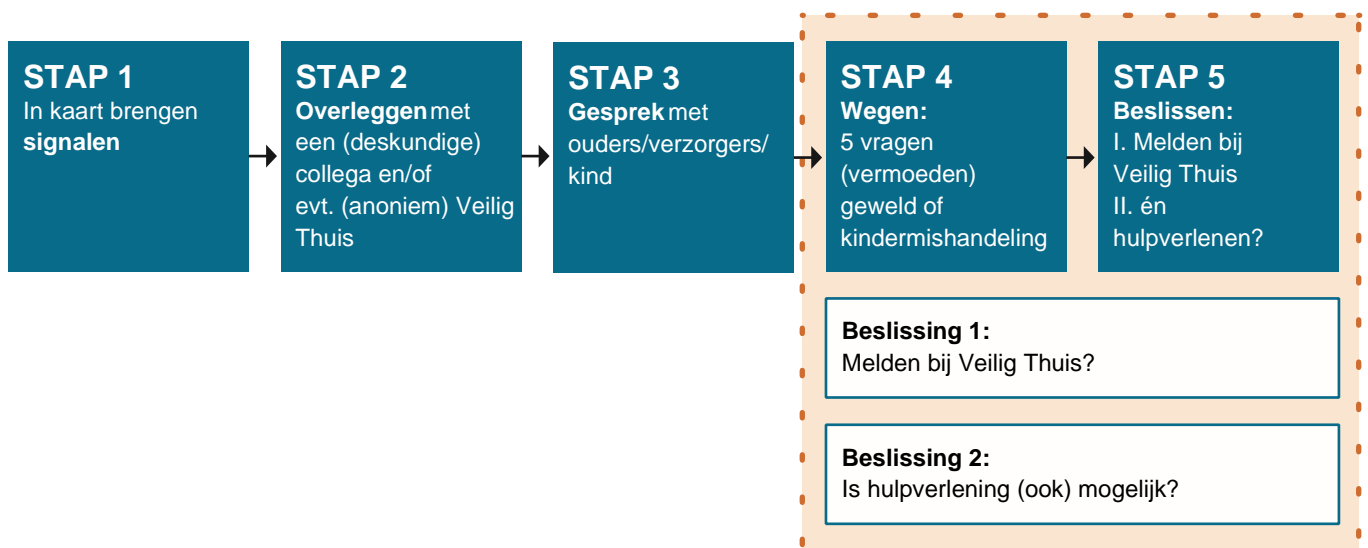 STAP 1
In kaart brengen
signalen
STAP 2
Overleggen met
een (deskundige)
collega en/of
evt. (anoniem) Veilig
Thuis
STAP 3
Gesprek met
ouders/verzorgers/
kind
STAP 4
Wegen:
5 vragen
(vermoeden)
geweld of
kindermishandeling
STAP 5
Beslissen:
I. Melden bij
Veilig Thuis
II. én
hulpverlenen?
Beslissing 1:
Melden bij Veilig Thuis?
Beslissing 2:
Is hulpverlening (ook) mogelijk?